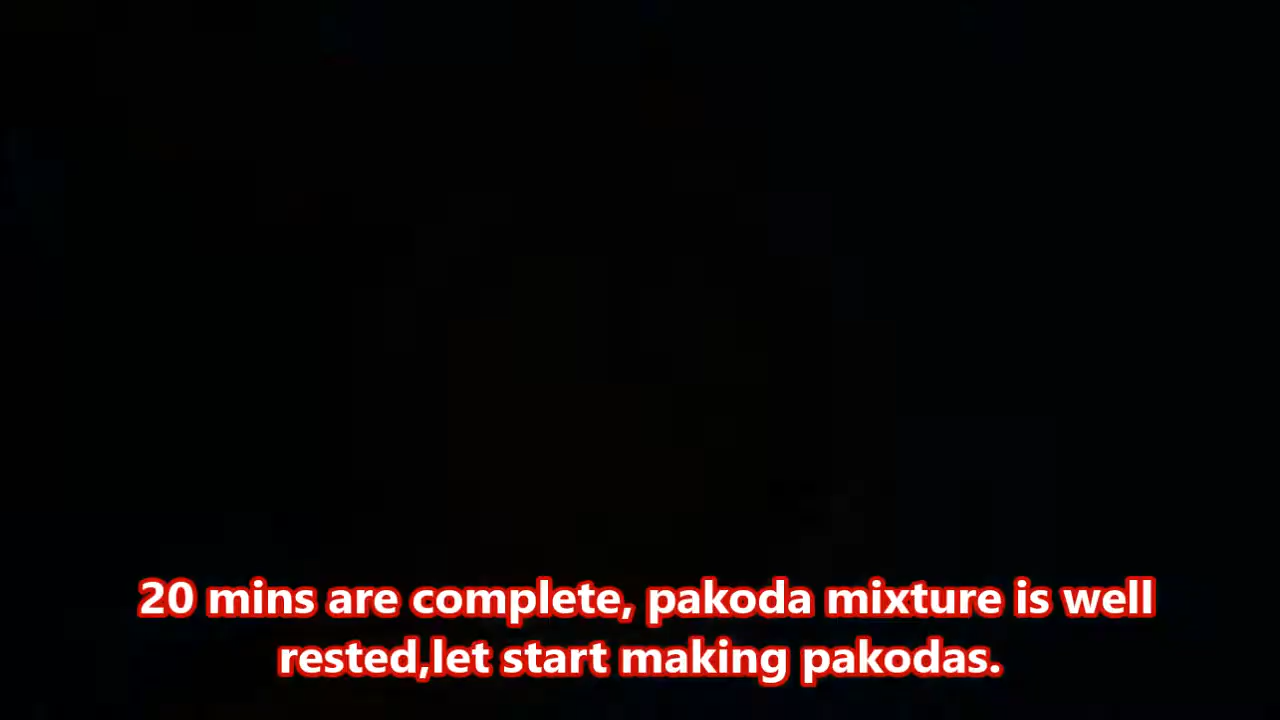 20 mins are complete, pakoda mixture is well
rested,let start making pakodas.